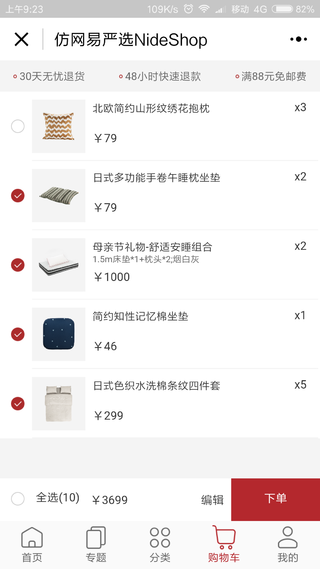 上午9:23
109K/s 移动 4G 62%
仿网易严选NideShop
30天无忧退货 48小时快速退款 满88元免邮费
北欧简约山形纹绣花抱枕 x3
￥79
日式多功能手卷午睡枕坐垫 x2
￥79
母亲节礼物-舒适安睡组合 x2
1.5m床垫*1+枕头*2;烟白灰
￥1000
简约知性记忆棉坐垫 x1
￥46
日式色织水洗棉条纹四件套 x5
￥299
全选(10) ￥3699 编辑 下单
首页 专题 分类 购物车 我的